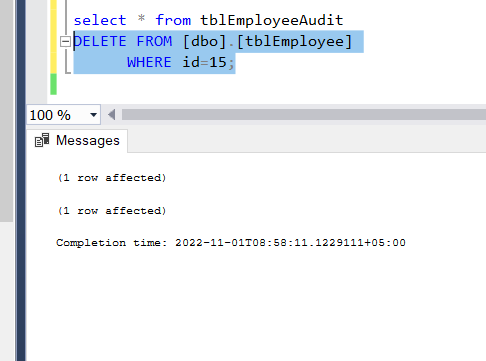 select * from tblEmployeeAudit
DELETE FROM [dbo].[tblEmployee]
WHERE id=15;
100 %
Messages
(1 row affected)
(1 row affected)
Completion time: 2022-11-01T08:58:11.1229111+05:00